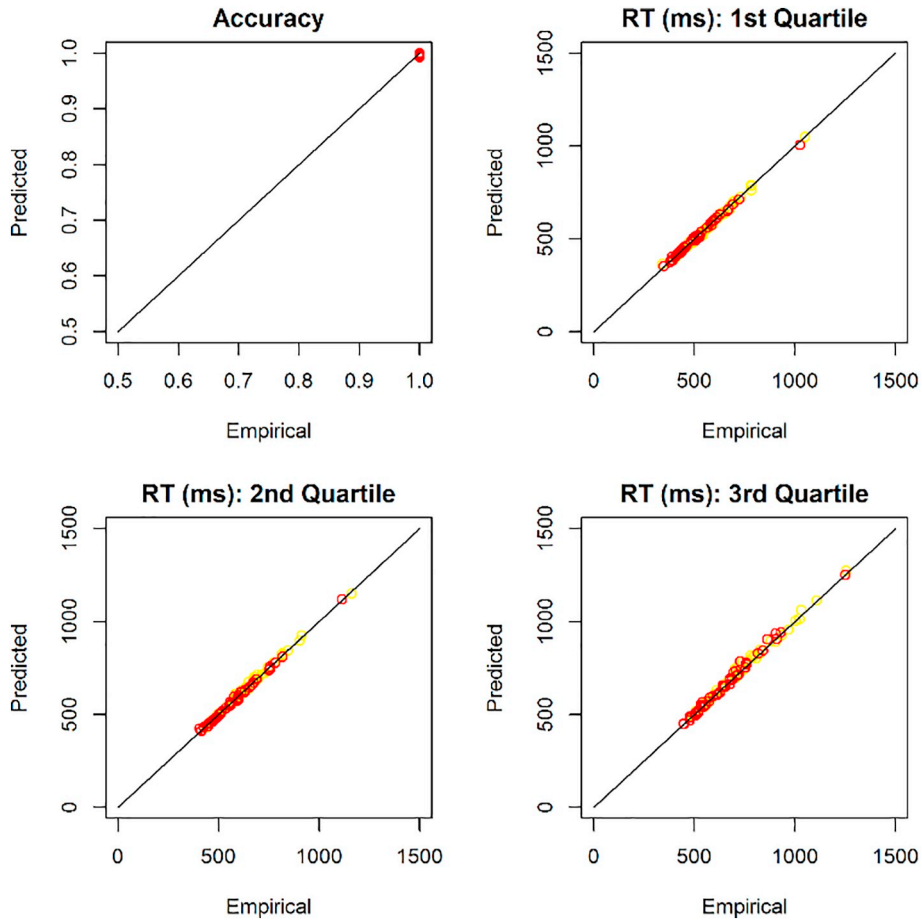 Accuracy
Predicted
1.0
0.9
0.8
0.7
0.6
0.5
0.5 0.6 0.7 0.8 0.9 1.0
Empirical
RT (ms): 1st Quartile
Predicted
1500
1000
500
0
0 500 1000 1500
Empirical
RT (ms): 2nd Quartile
Predicted
1500
1000
500
0
0 500 1000 1500
Empirical
RT (ms): 3rd Quartile
Predicted
1500
1000
500
0
0 500 1000 1500
Empirical